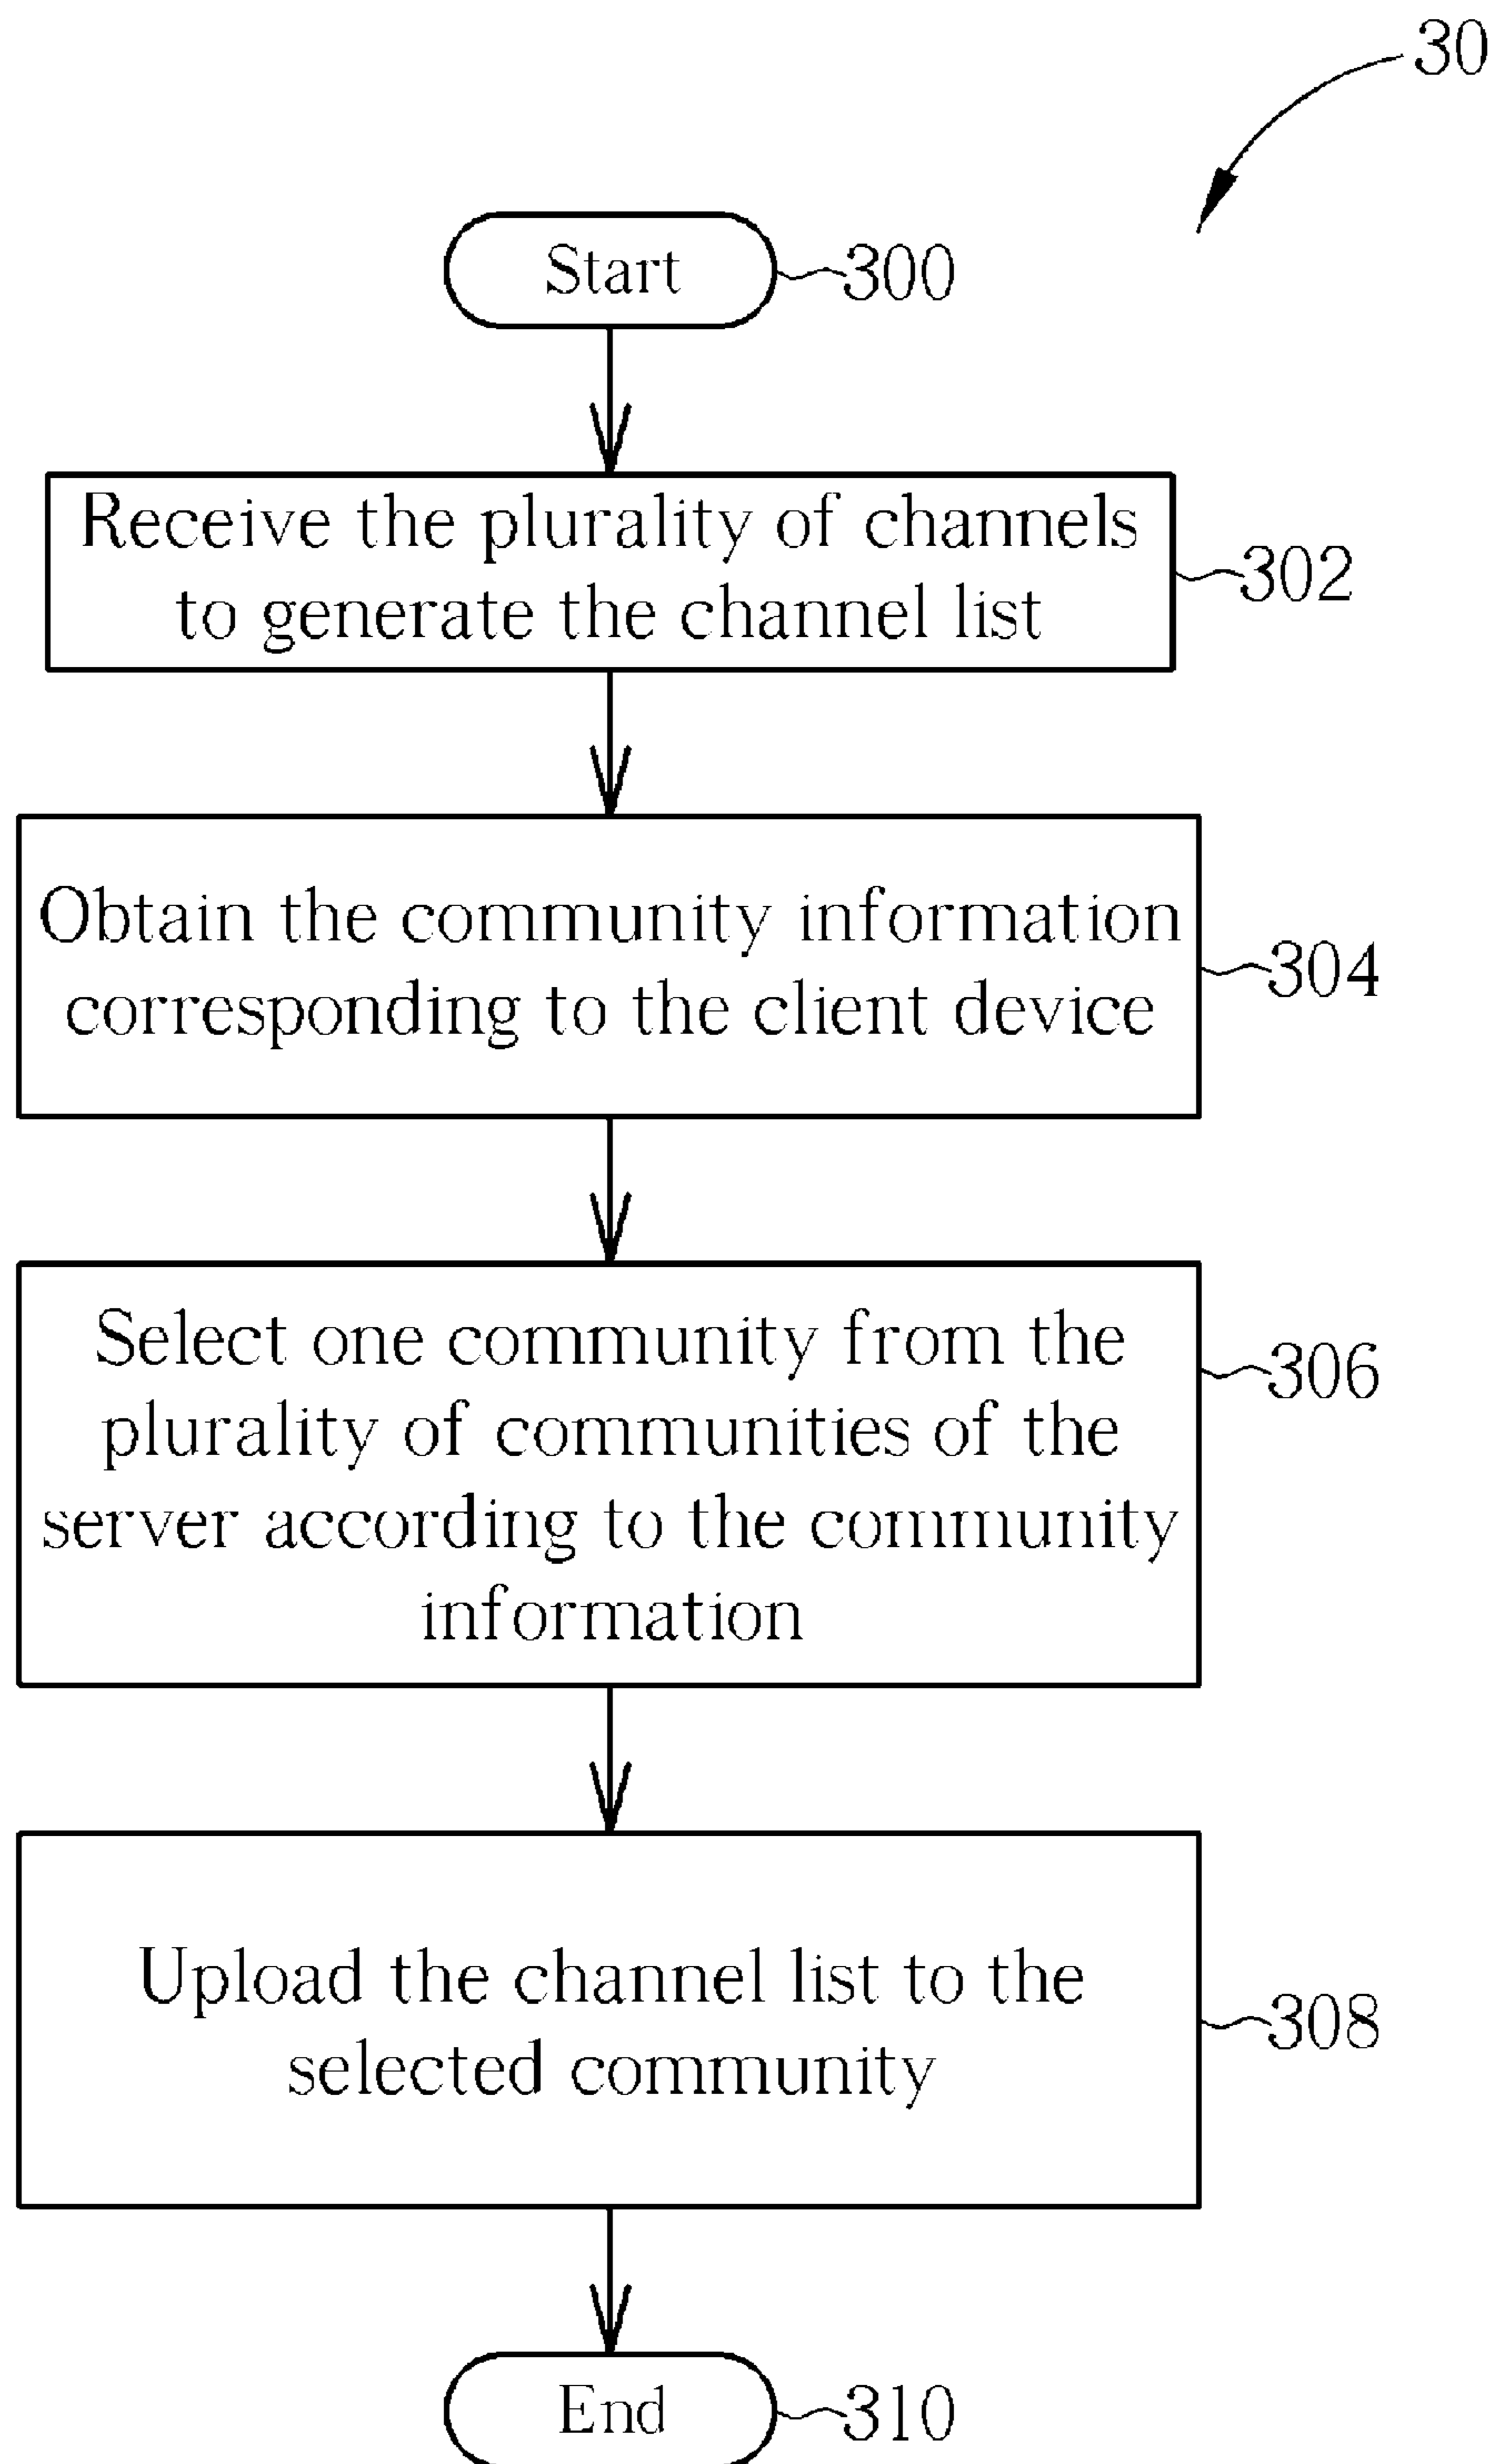 30
Start
300
Receive the plurality of channels
to generate the channel list
302
Obtain the community information
corresponding to the client device
304
Select one community from the
plurality of communities of the
server according to the community
information
306
Upload the channel list to the
selected community
308
End
310